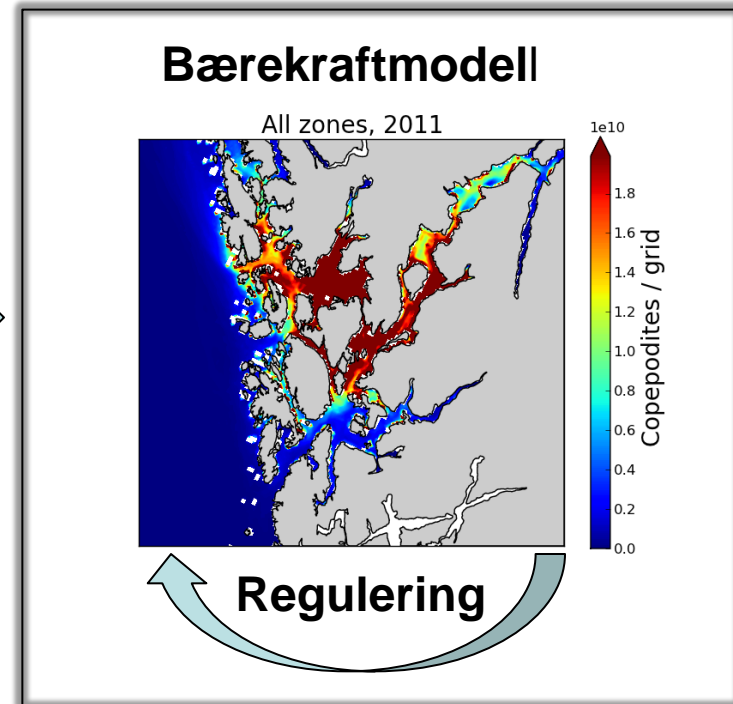 Bærekraftmodell
All zones, 2011
1e10
1.8
1.6
1.4
1.2
1.0
0.8
0.6
0.4
0.2
0.0
Copepodites / grid
Regulering